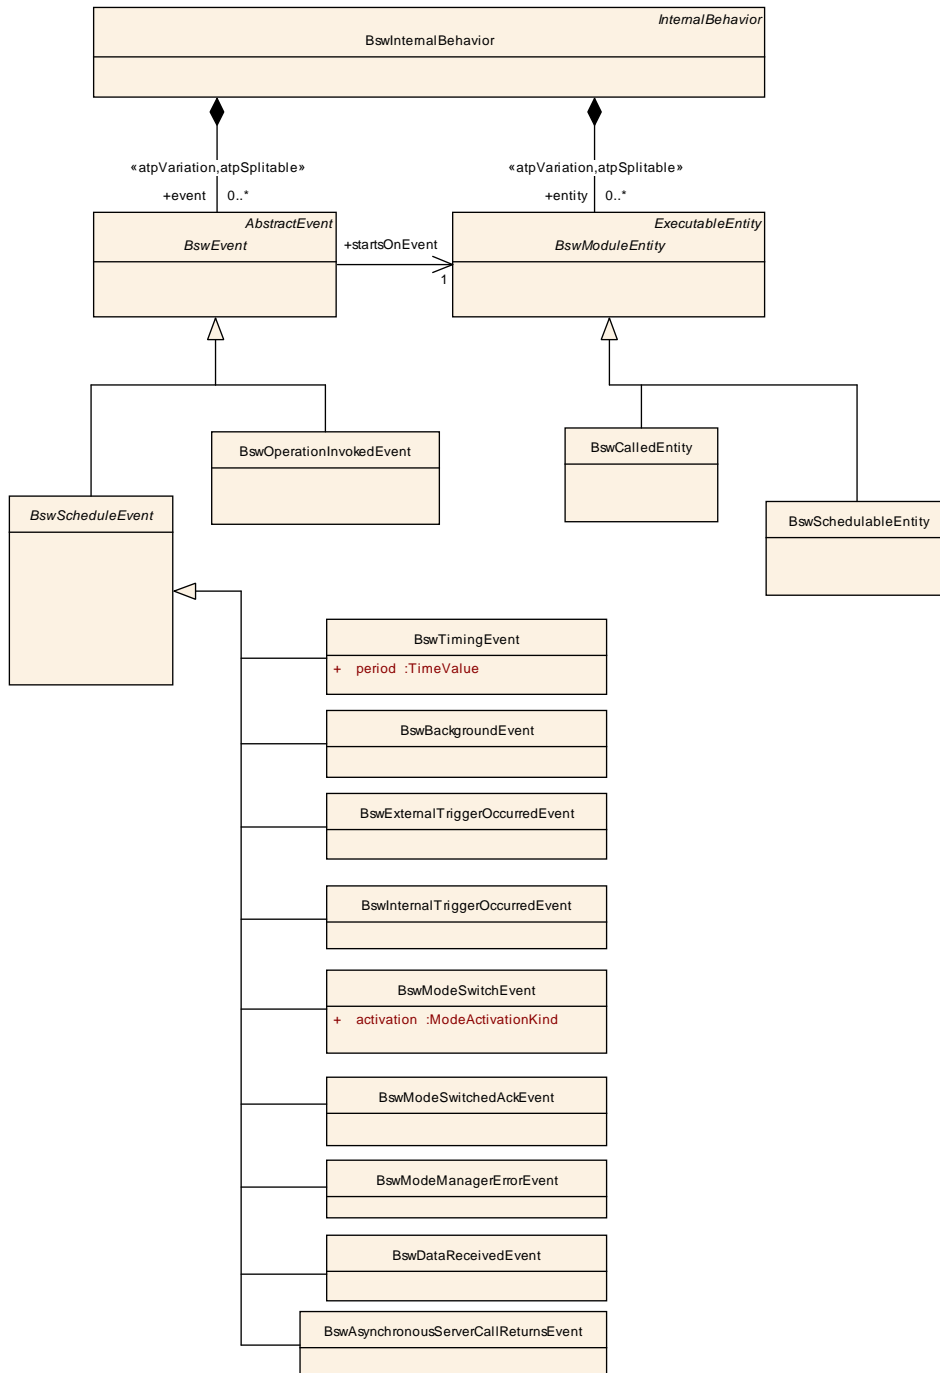 InternalBehavior
BswInternalBehavior
«atpVariation,atpSplitable»
+event 0..*
«atpVariation,atpSplitable»
+entity 0..*
AbstractEvent
BswEvent
+startsOnEvent
1
ExecutableEntity
BswModuleEntity
BswOperationInvokedEvent
BswCalledEntity
BswScheduleEvent
BswSchedulableEntity
BswTimingEvent
+ period :TimeValue
BswBackgroundEvent
BswExternalTriggerOccurredEvent
BswInternalTriggerOccurredEvent
BswModeSwitchEvent
+ activation :ModeActivationKind
BswModeSwitchedAckEvent
BswModeManagerErrorEvent
BswDataReceivedEvent
BswAsynchronousServerCallReturnsEvent